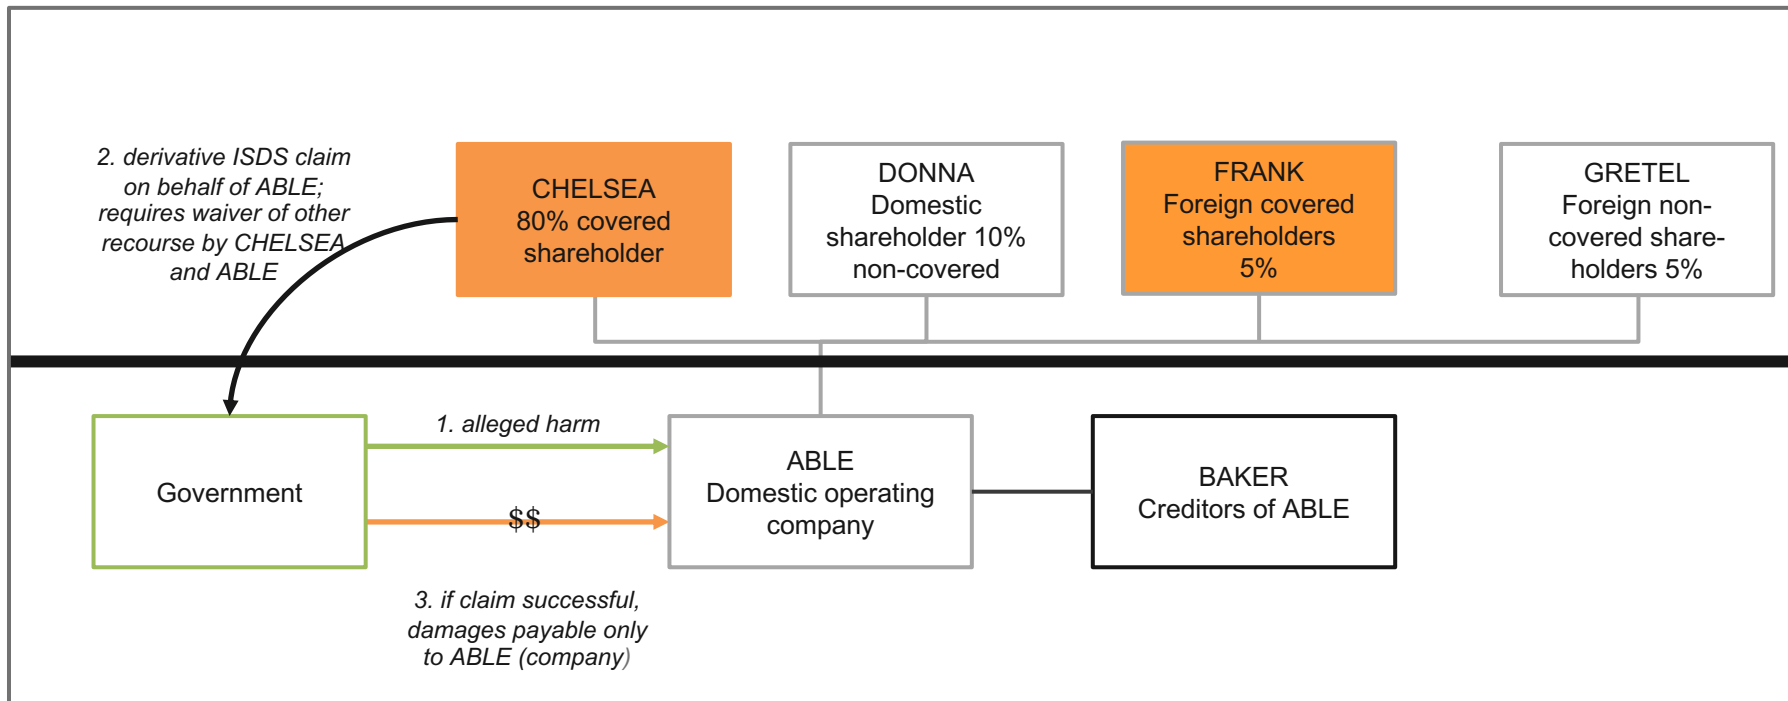 2. derivative ISDS claim
on behalf of ABLE;
requires waiver of other
recourse by CHELSEA
and ABLE
CHELSEA
80% covered
shareholder
DONNA
Domestic
shareholder 10%
non-covered
FRANK
Foreign covered
shareholders
5%
GRETEL
Foreign non-
covered share-
holders 5%
Government
1. alleged harm
$$
3. if claim successful,
damages payable only
to ABLE (company)
ABLE
Domestic operating
company
BAKER
Creditors of ABLE